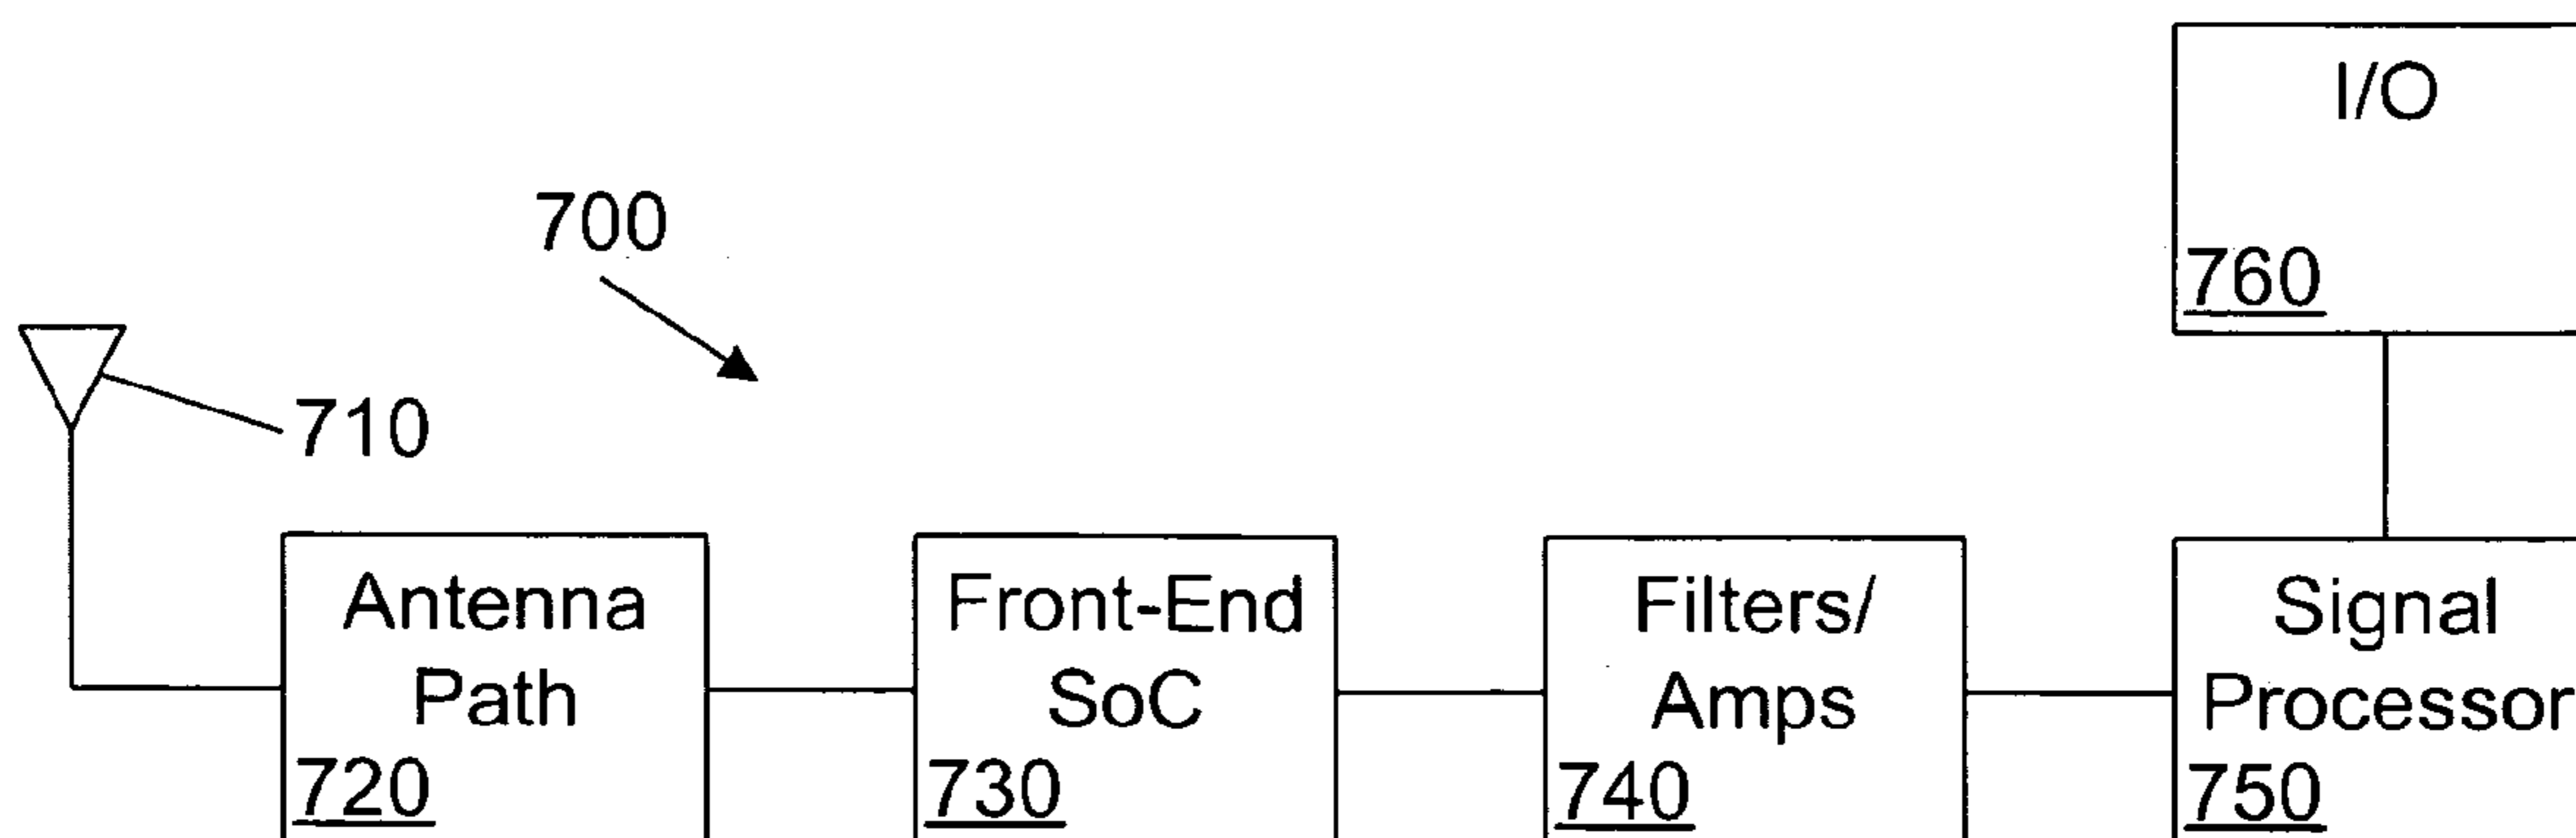 I/O
760
700
710
Antenna
Path
720
Front-End
SoC
730
Filters/
Amps
740
Signal
Processor
750